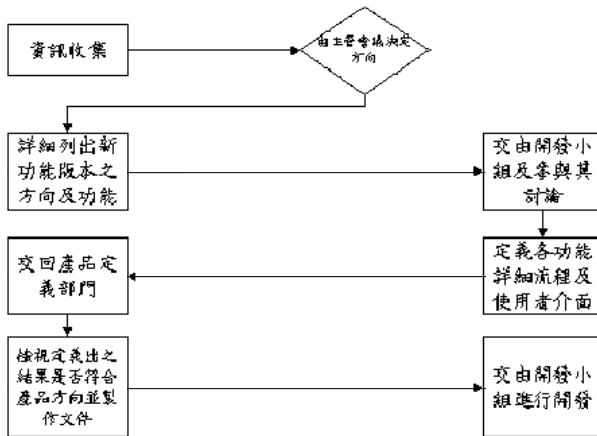 資訊收集
由主管會議決定
方向
詳細列出新
功能版本之
方向及功能
交由開發小
組及參與其
討論
定義各功能
詳細流程及
使用者介面
交回產品定
義部門
檢視定義出之
結果是否符合
產品方向並製
作文件
交由開發小
組進行開發